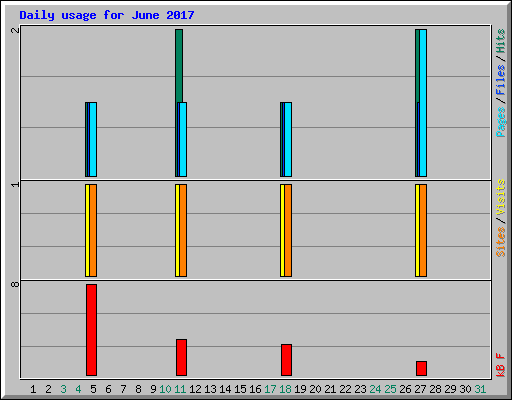 Daily usage for June 2017
2
Pages / Files / Hits
1
Sites / Visits
8
kB F
1 2 3 4 5 6 7 8 9 10 11 12 13 14 15 16 17 18 19 20 21 22 23 24 25 26 27 28 29 30 31